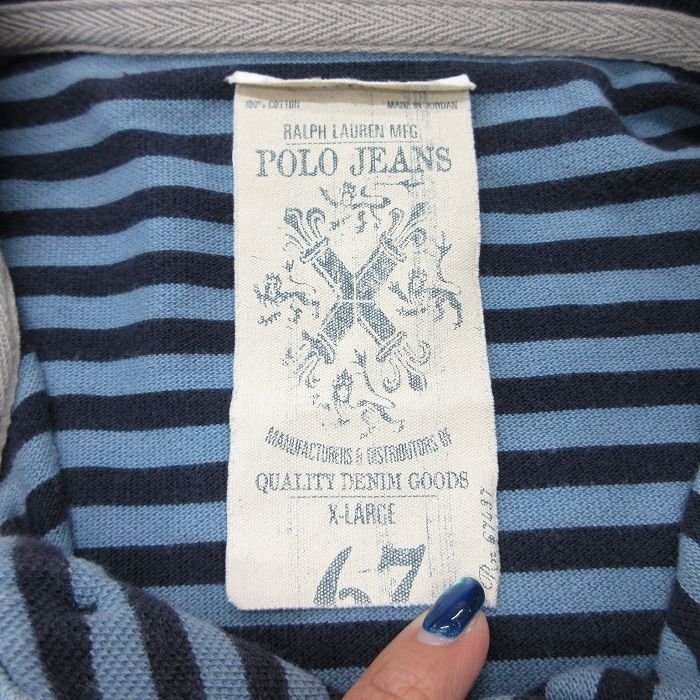 100% COTTON MADE IN JORDAN
RALPH LAUREN MFG.
POLO JEANS
MANUFACTURERS & DISTRIBUTORS OF
QUALITY DENIM GOODS
X-LARGE
67